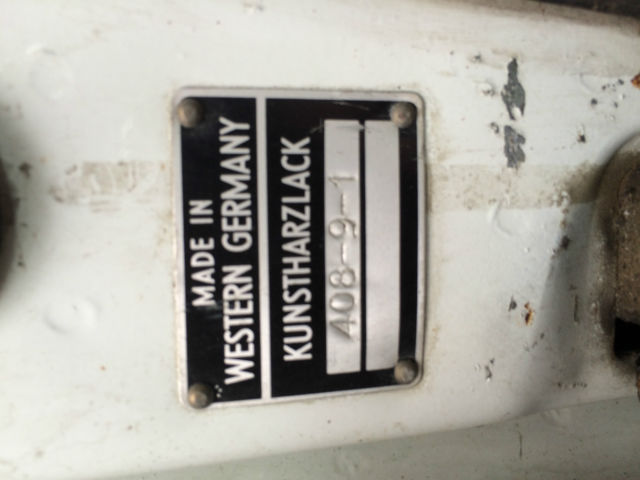 MADE IN
WESTERN GERMANY
KUNSTHARZLACK
408-9-1